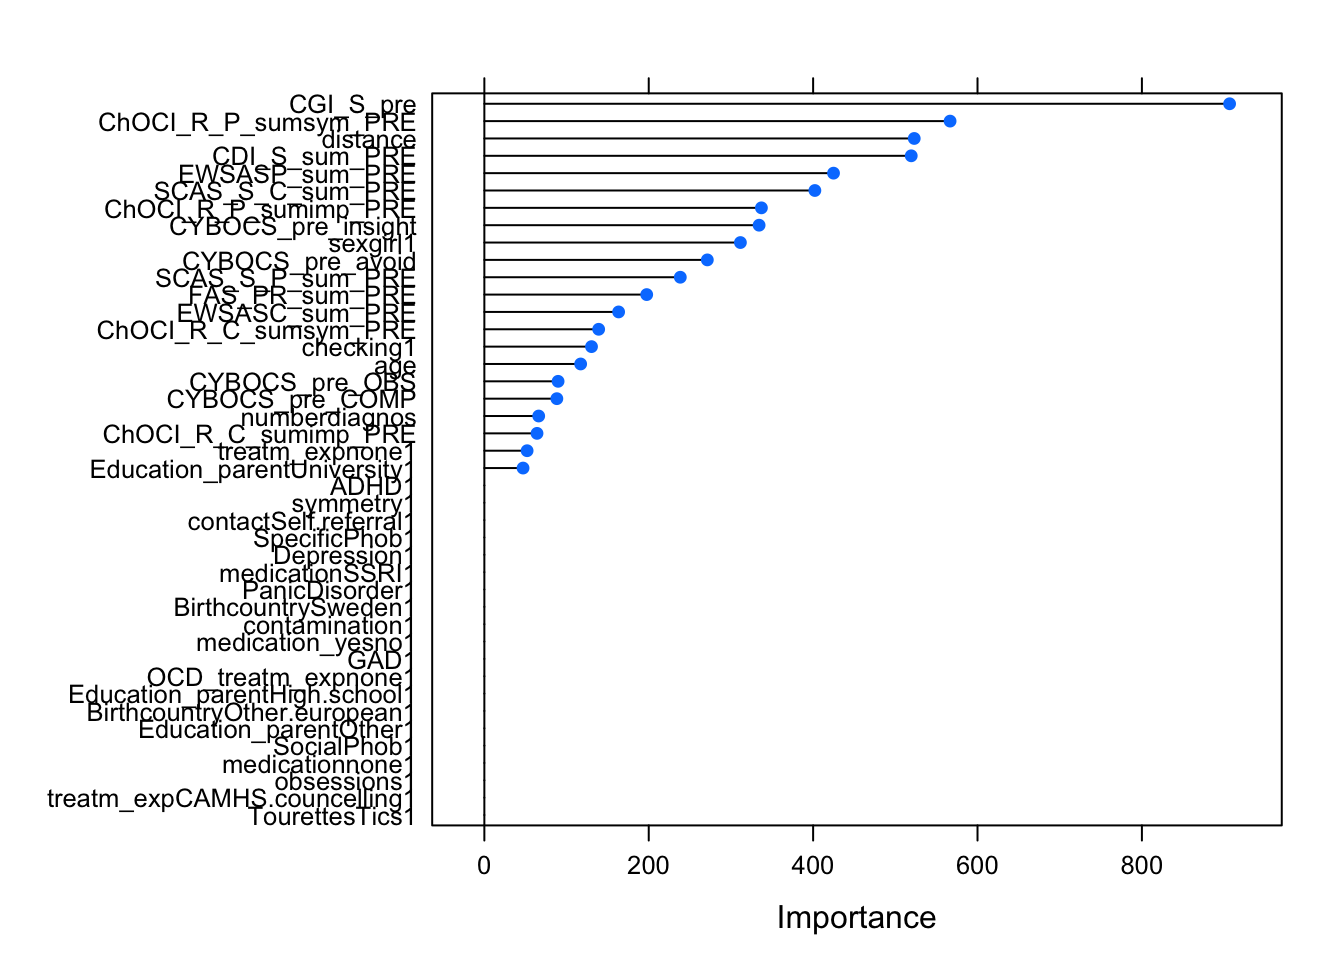 CGI_S_pre
ChOCI_R_P_sumsym_PRE
distance
CDI_S_sum_PRE
EWSASP_sum_PRE
SCAS_S_C_sum_PRE
ChOCI_R_P_sumimp_PRE
CYBOCS_pre_insight
sexgirl1
CYBOCS_pre_avoid
SCAS_S_P_sum_PRE
FAS_PR_sum_PRE
EWSASC_sum_PRE
ChOCI_R_C_sumsym_PRE
checking1
age
CYBOCS_pre_OBS
CYBOCS_pre_COMP
numberdiagnos
ChOCI_R_C_sumimp_PRE
treatm_expnone1
Education_parentUniversity1
ADHD1
symmetry1
contactSelf.referral1
SpecificPhob1
Depression1
medicationSSRI1
PanicDisorder1
BirthcountrySweden1
contamination1
medication_yesno1
GAD1
OCD_treatm_expnone1
Education_parentHigh.school1
BirthcountryOther.european1
Education_parentOther1
SocialPhob1
medicationnone1
obsessions1
treatm_expCAMHS.councelling1
TourettesTics1
0 200 400 600 800
Importance